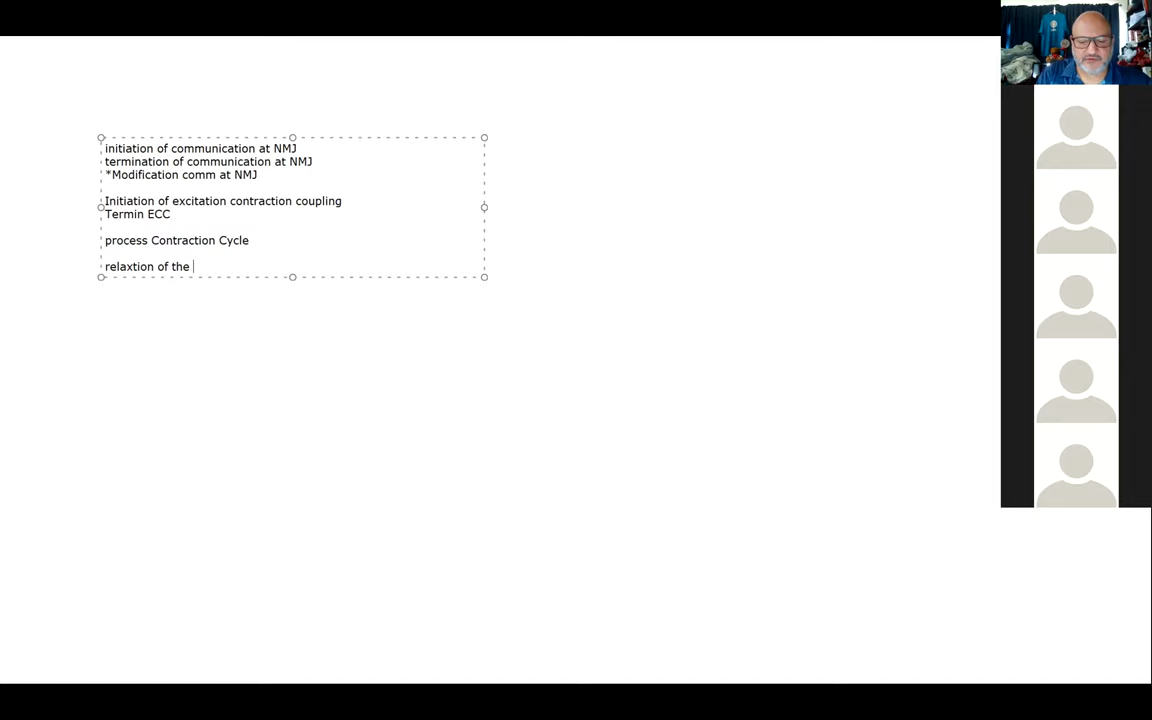 initiation of communication at NMJ
termination of communication at NMJ
*Modification comm at NMJ
Initiation of excitation contraction coupling
Termin ECC
process Contraction Cycle
relaxtion of the